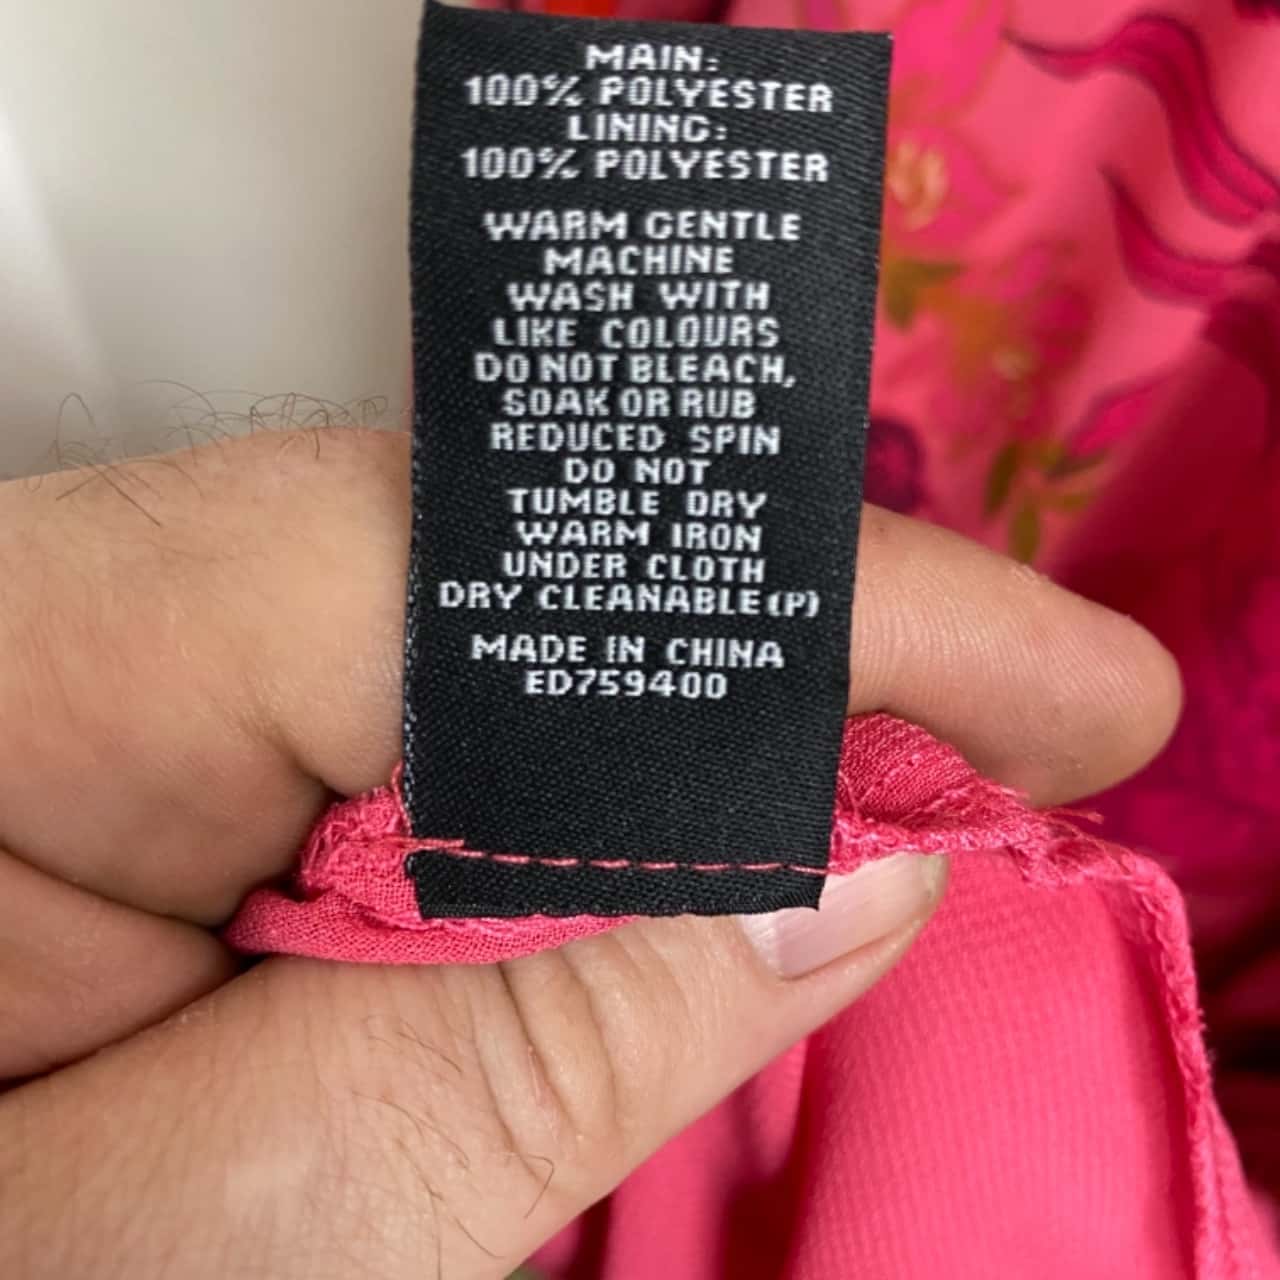 MAIN:
100% POLYESTER
LINING:
100% POLYESTER
WARM GENTLE
MACHINE
WASH WITH
LIKE COLOURS
DO NOT BLEACH,
SOAK OR RUB
REDUCED SPIN
DO NOT
TUMBLE DRY
WARM IRON
UNDER CLOTH
DRY CLEANABLE (P)
MADE IN CHINA
ED759400